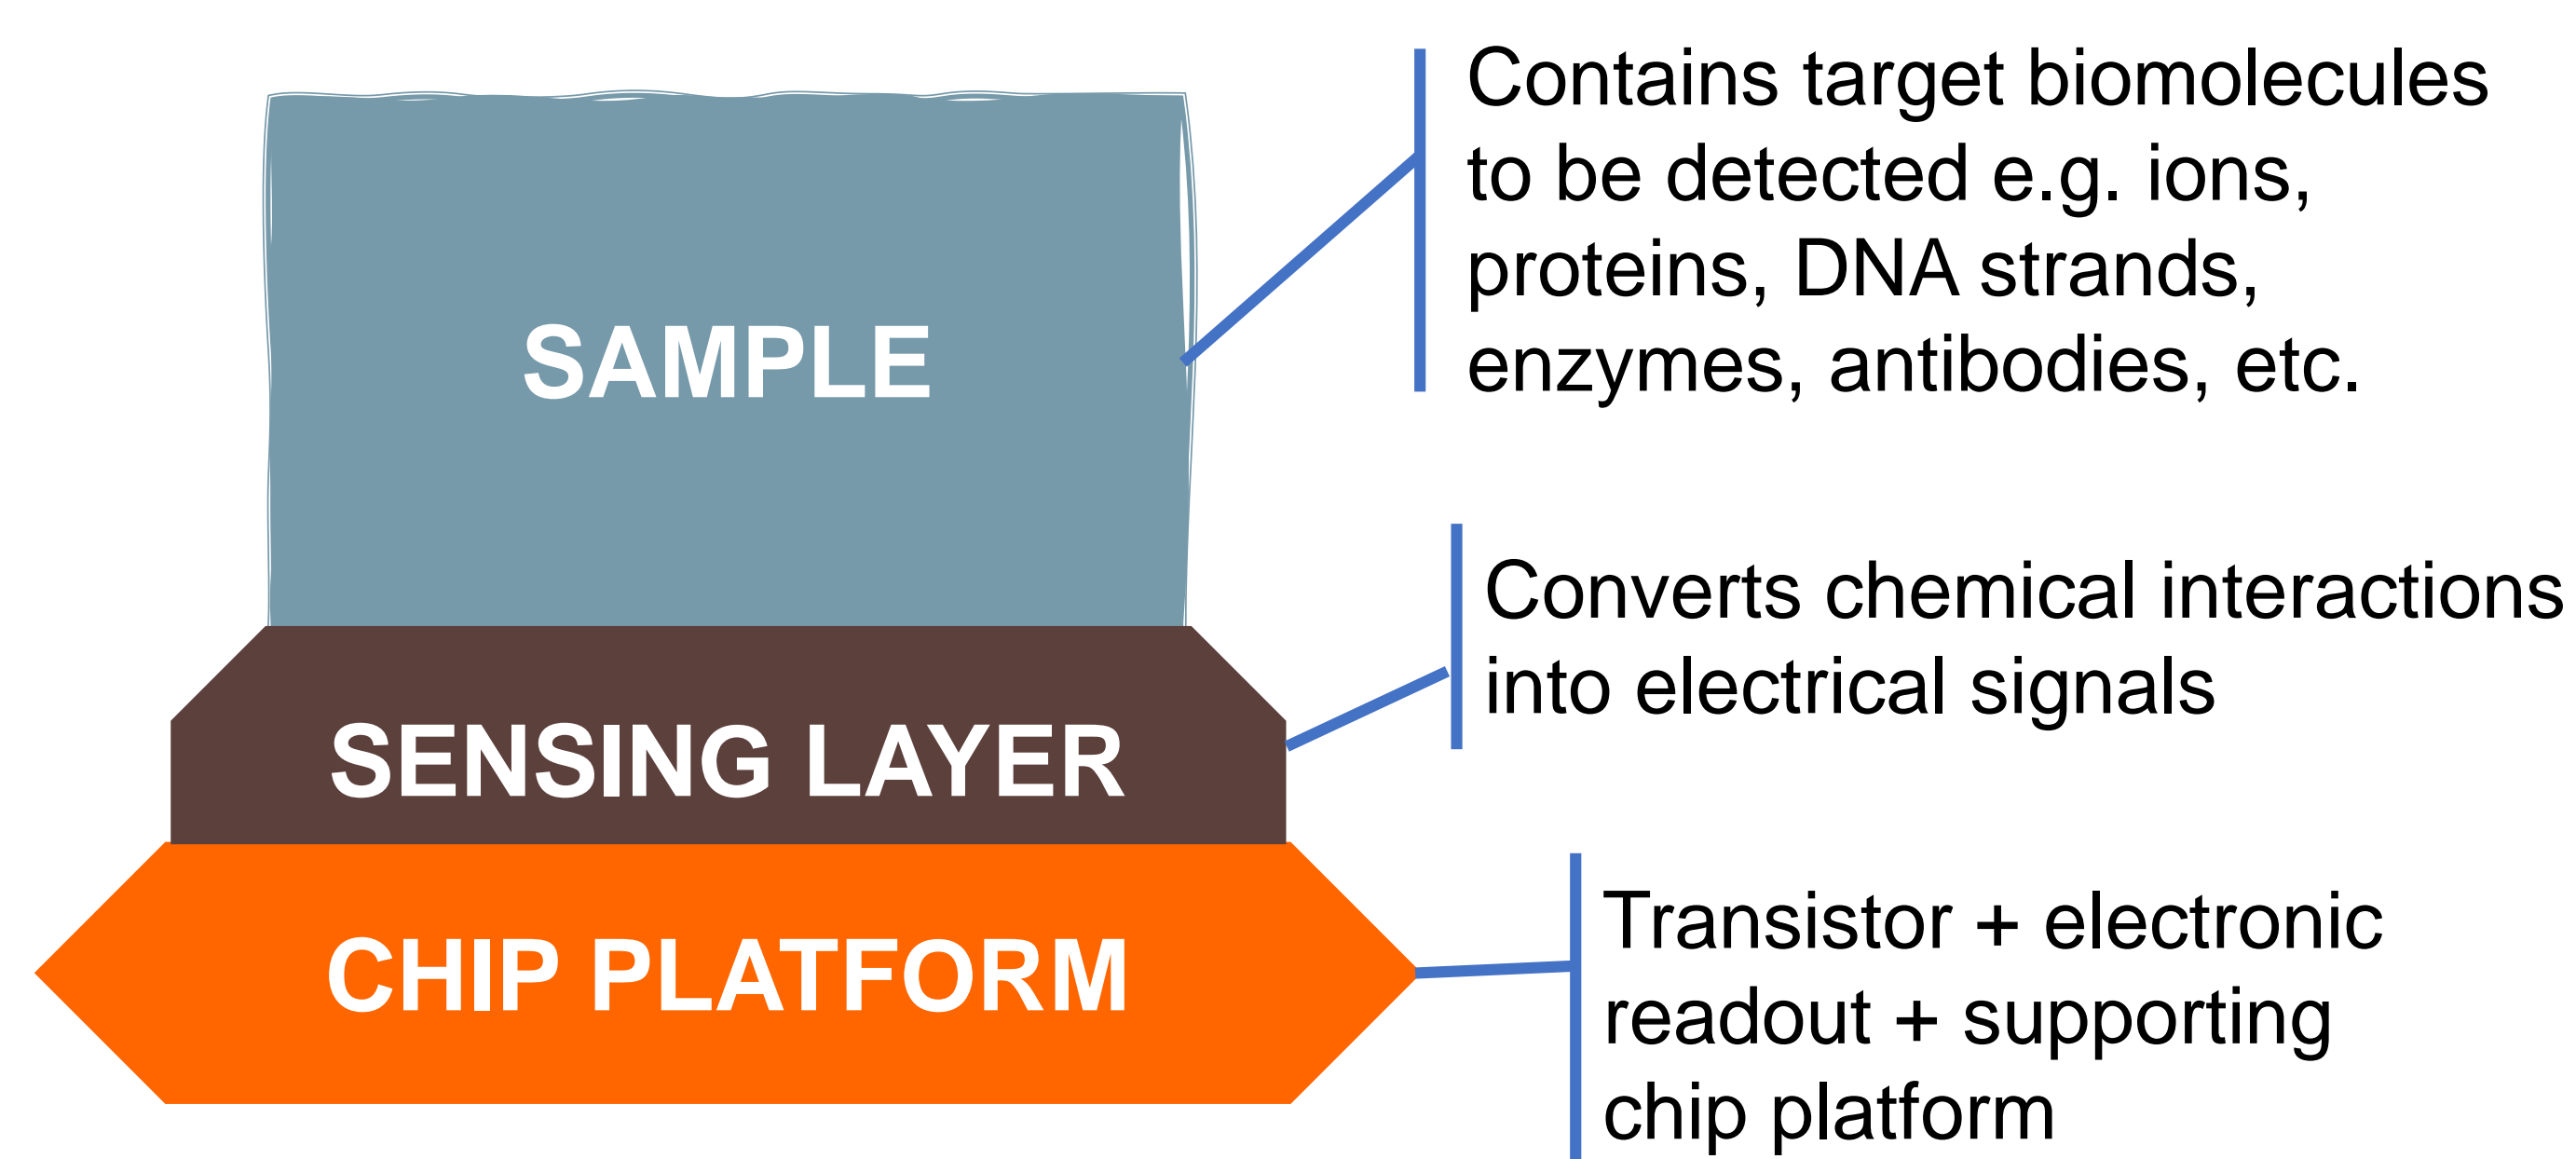 Contains target biomolecules
to be detected e.g. ions,
proteins, DNA strands,
enzymes, antibodies, etc.
SAMPLE
Converts chemical interactions
into electrical signals
SENSING LAYER
Transistor + electronic
readout + supporting
chip platform
CHIP PLATFORM